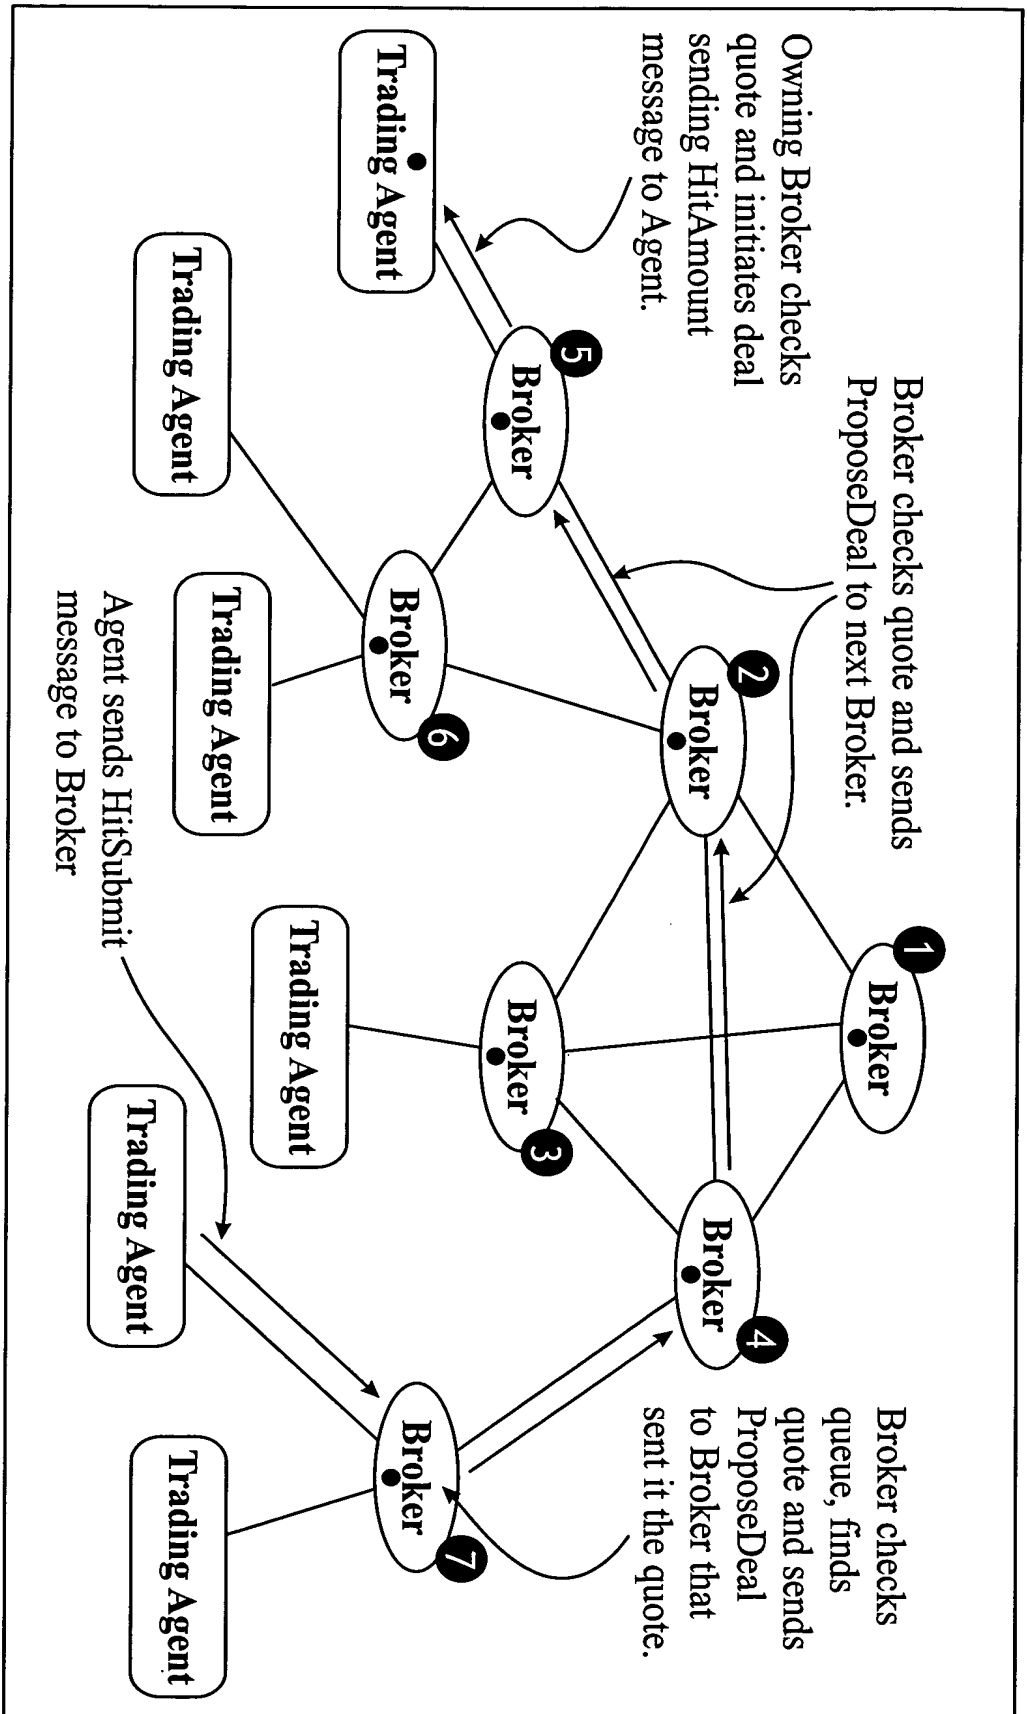 Owning Broker checks
quote and initiates deal
sending HitAmount
message to Agent.
Broker checks quote and sends
ProposeDeal to next Broker.
1
Broker
2
Broker
4
Broker
Broker checks
queue, finds
quote and sends
ProposeDeal
to Broker that
sent it the quote.
5
Broker
3
Broker
6
Broker
7
Broker
Trading Agent
Trading Agent
Trading Agent
Trading Agent
Trading Agent
Trading Agent
Agent sends HitSubmit
message to Broker